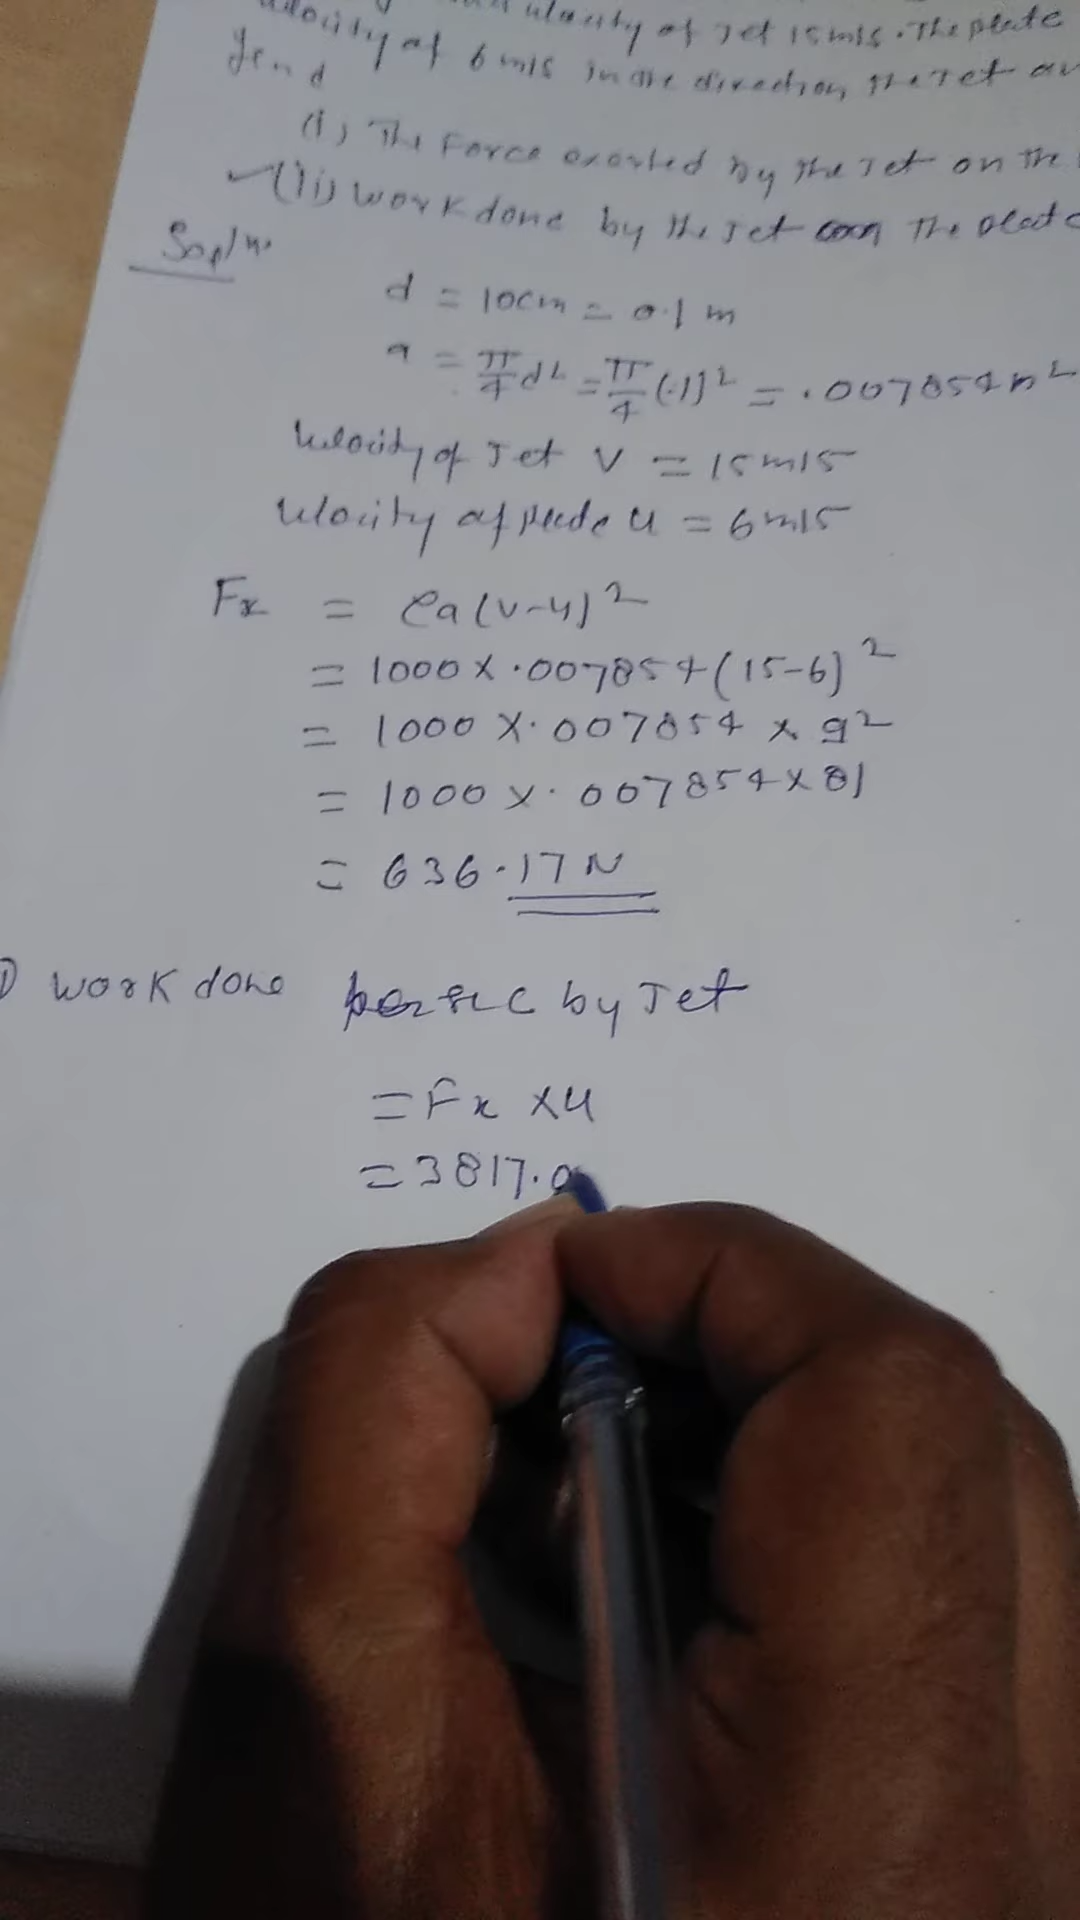 velocity of Jet 15 m/s. The plate
velocity of 6 m/s in the direction the Jet
find
(i) The Force exerted by the Jet on the
(ii) work done by the Jet on The plate
Sol/n.
d = 10cm = 0.1 m
a = π/4 d² = π/4 (.1)² = .007854 m²
velocity of Jet V = 15 m/s
velocity of plate u = 6 m/s
Fx = ρa(v-u)²
= 1000 x .007854 (15-6)²
= 1000 x .007854 x 9²
= 1000 x .007854 x 81
= 636.17 N
work done per sec by Jet
= Fx x u
= 3817.0